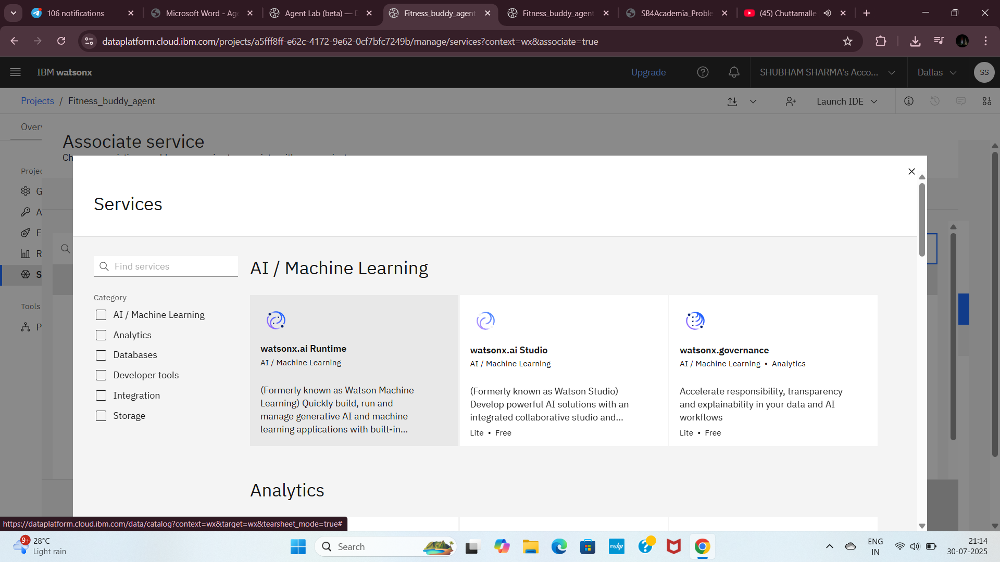 106 notifications
Microsoft Word - Ag
Agent Lab (beta) —
Fitness_buddy_agent
Fitness_buddy_agent
SB4Academia_Proble
(45) Chuttamalle
dataplatform.cloud.ibm.com/projects/a5fff8ff-e62c-4172-9e62-0cf7bfc7249b/manage/services?context=wx&associate=true
IBM watsonx
Upgrade
SHUBHAM SHARMA's Acco...
Dallas
SS
Projects / Fitness_buddy_agent
Launch IDE
Over
Associate service
Projec
G
A
E
R
S
Tools
P
Services
Find services
Category
AI / Machine Learning
Analytics
Databases
Developer tools
Integration
Storage
AI / Machine Learning
watsonx.ai Runtime
AI / Machine Learning
(Formerly known as Watson Machine
Learning) Quickly build, run and
manage generative AI and machine
learning applications with built-in...
watsonx.ai Studio
AI / Machine Learning
(Formerly known as Watson Studio)
Develop powerful AI solutions with an
integrated collaborative studio and...
Lite • Free
watsonx.governance
AI / Machine Learning • Analytics
Accelerate responsibility, transparency
and explainability in your data and AI
workflows
Lite • Free
Analytics
https://dataplatform.cloud.ibm.com/data/catalog?context=wx&target=wx&tearsheet_mode=true#
9+
28°C
Light rain
Search
myhp
ENG
IN
21:14
30-07-2025